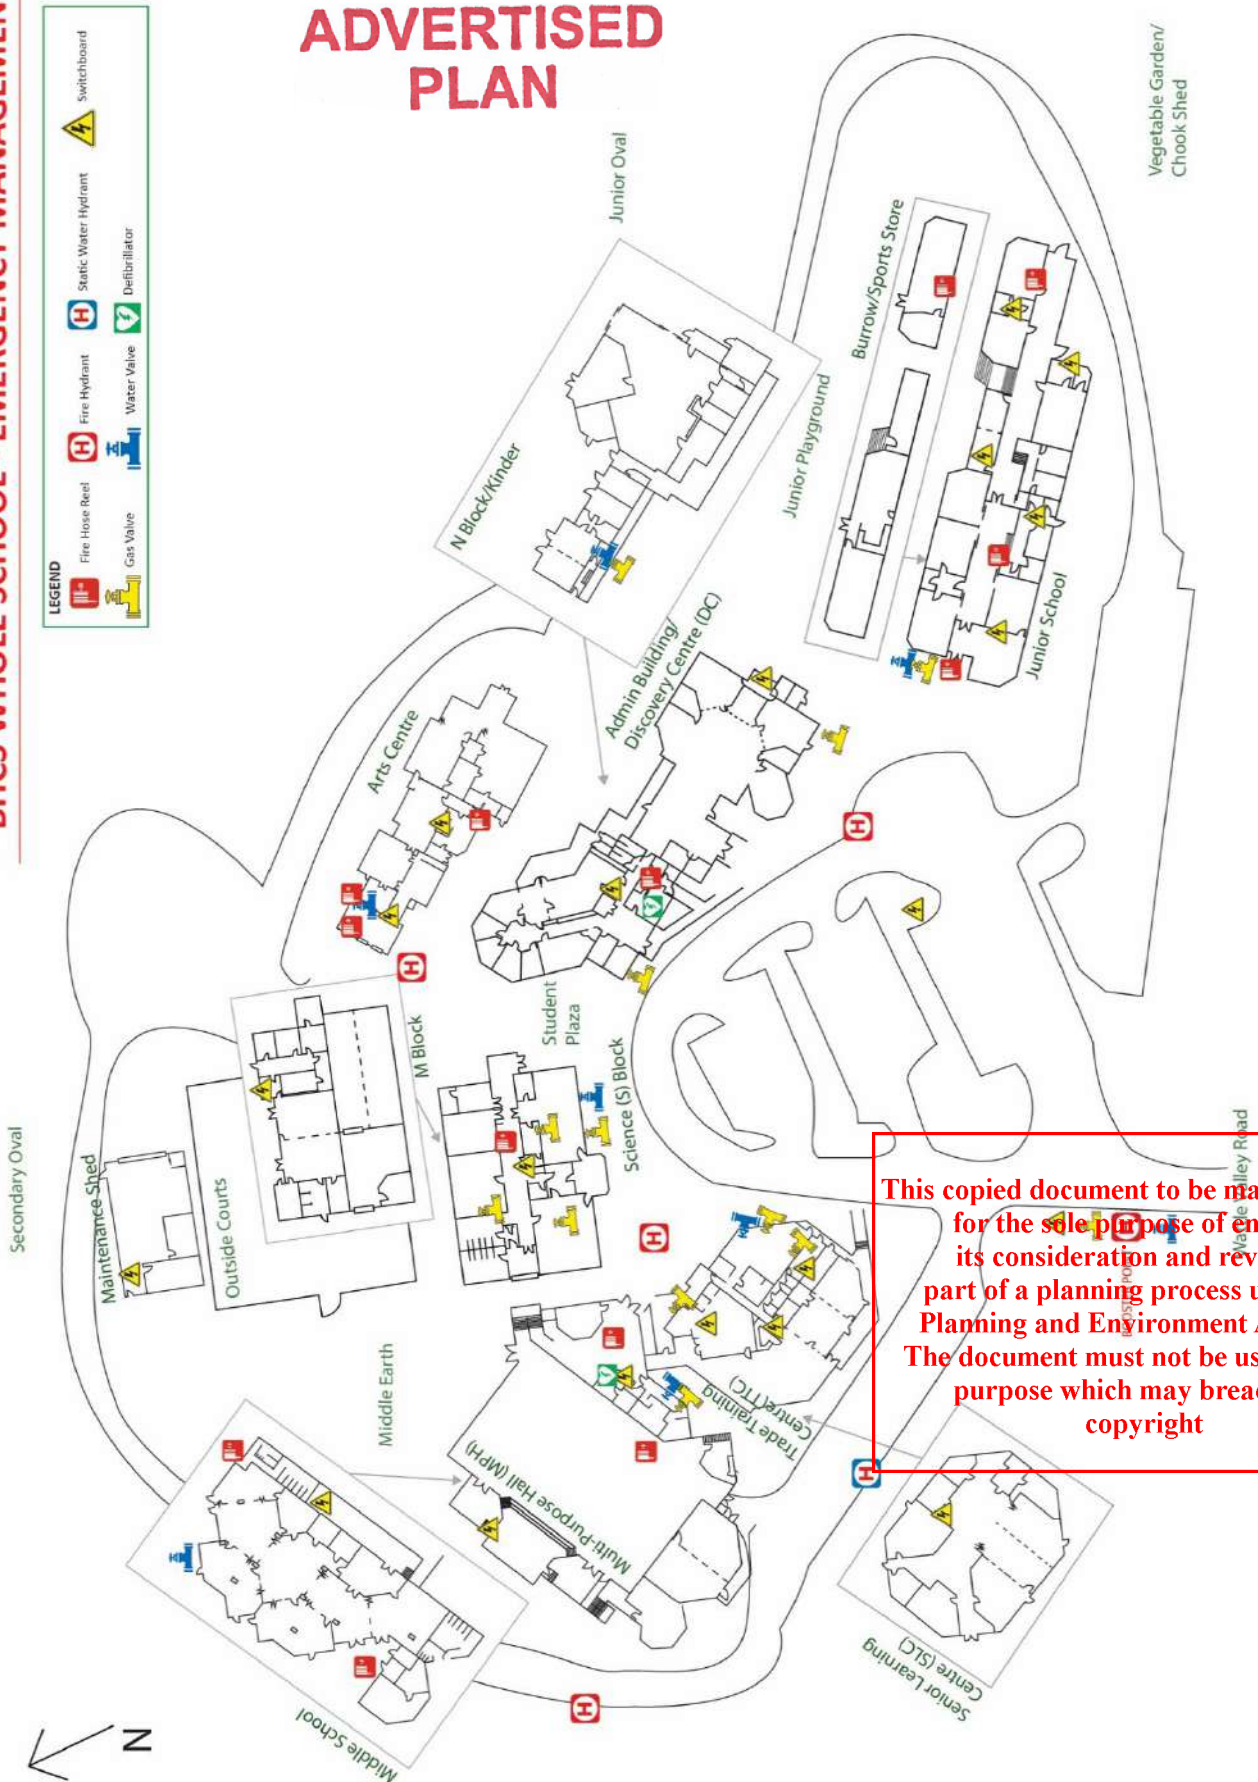 ADVERTISED
PLAN
LEGEND
Fire Hose Reel
Fire Hydrant
Static Water Hydrant
Switchboard
Gas Valve
Water Valve
Defibrillator
Junior Oval
Vegetable Garden/
Chook Shed
Burrow/Sports Store
N Block/Kinder
Junior Playground
Junior School
Admin Building/
Discovery Centre (DC)
Arts Centre
Student
Plaza
M Block
Science (S) Block
Secondary Oval
Maintenance Shed
Outside Courts
Middle Earth
Multi-Purpose Hall (MPH)
Trade Training
Centre(TTC)
Senior Learning
Centre (SLC)
Middle School
N
H
H
H
H
H
H
H
H
Valley Road
This copied document to be ma
for the sole purpose of en
its consideration and rev
part of a planning process u
Planning and Environment A
The document must not be us
purpose which may brea
copyright